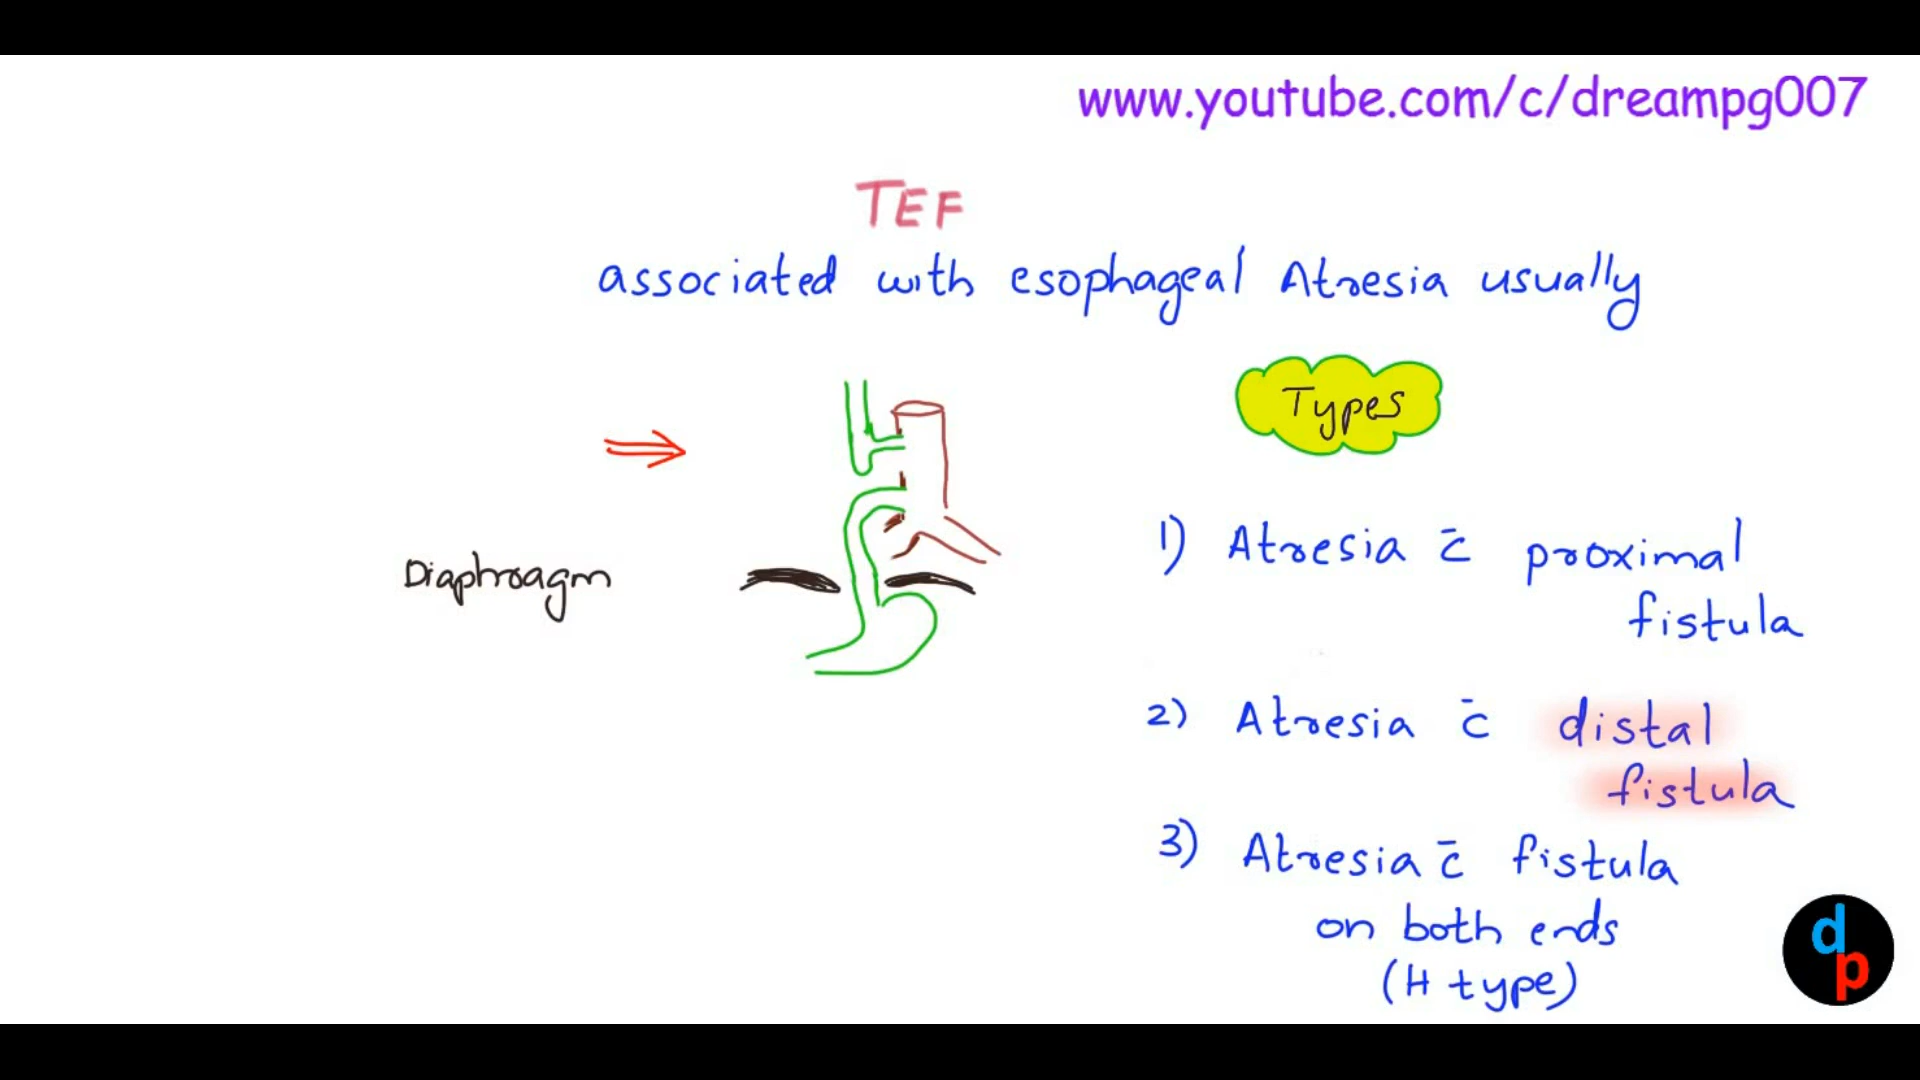 www.youtube.com/c/dreampg007
TEF
associated with esophageal Atresia usually
Types
Diaphragm
1) Atresia c̄ proximal
fistula
2) Atresia c̄ distal
fistula
3) Atresia c̄ fistula
on both ends
(H type)
dp